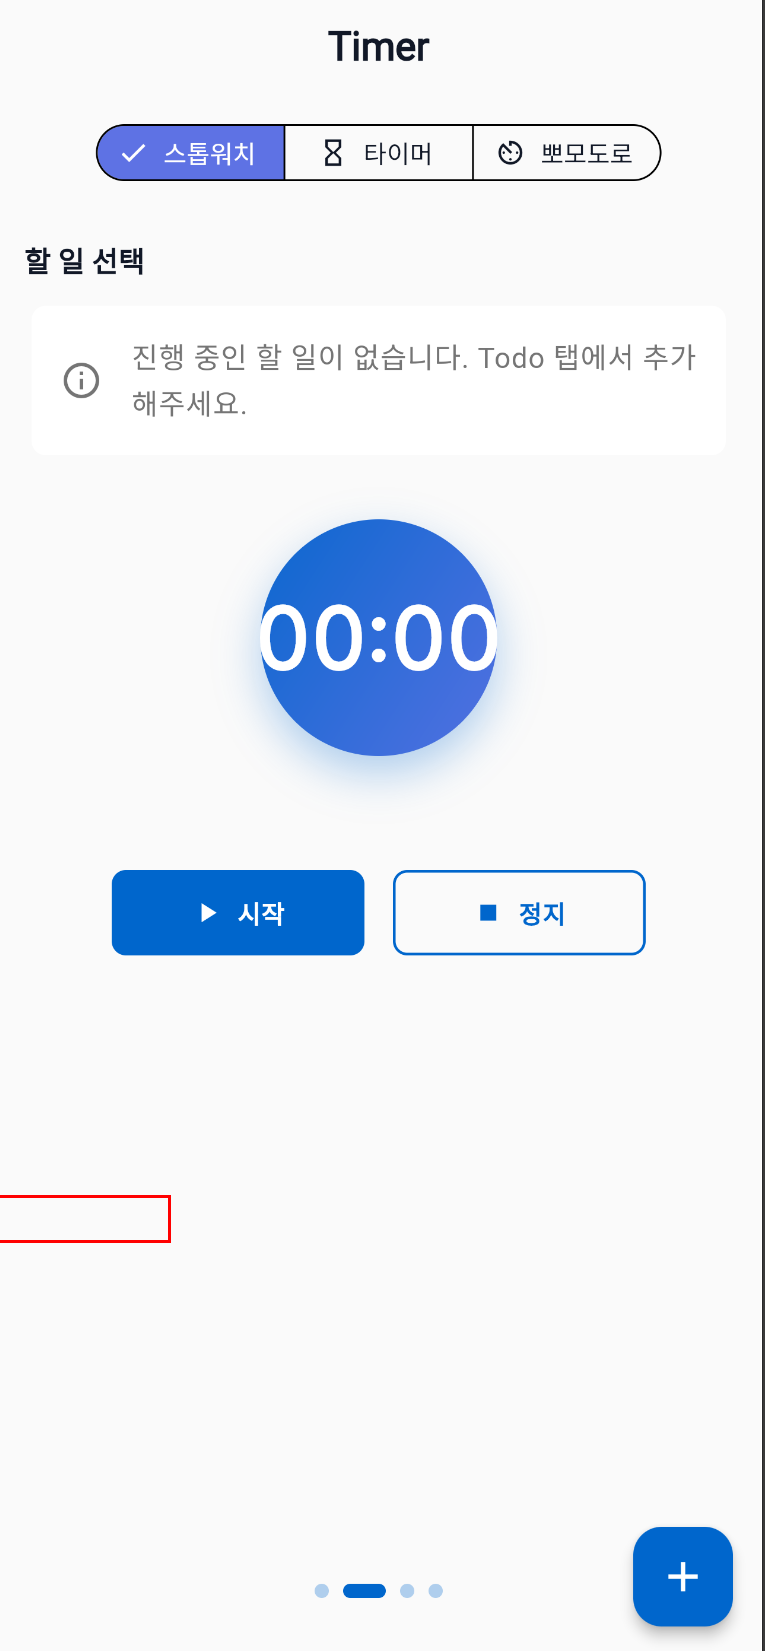 Timer
스톱워치
타이머
뽀모도로
할 일 선택
진행 중인 할 일이 없습니다. Todo 탭에서 추가
해주세요.
00:00
시작
정지